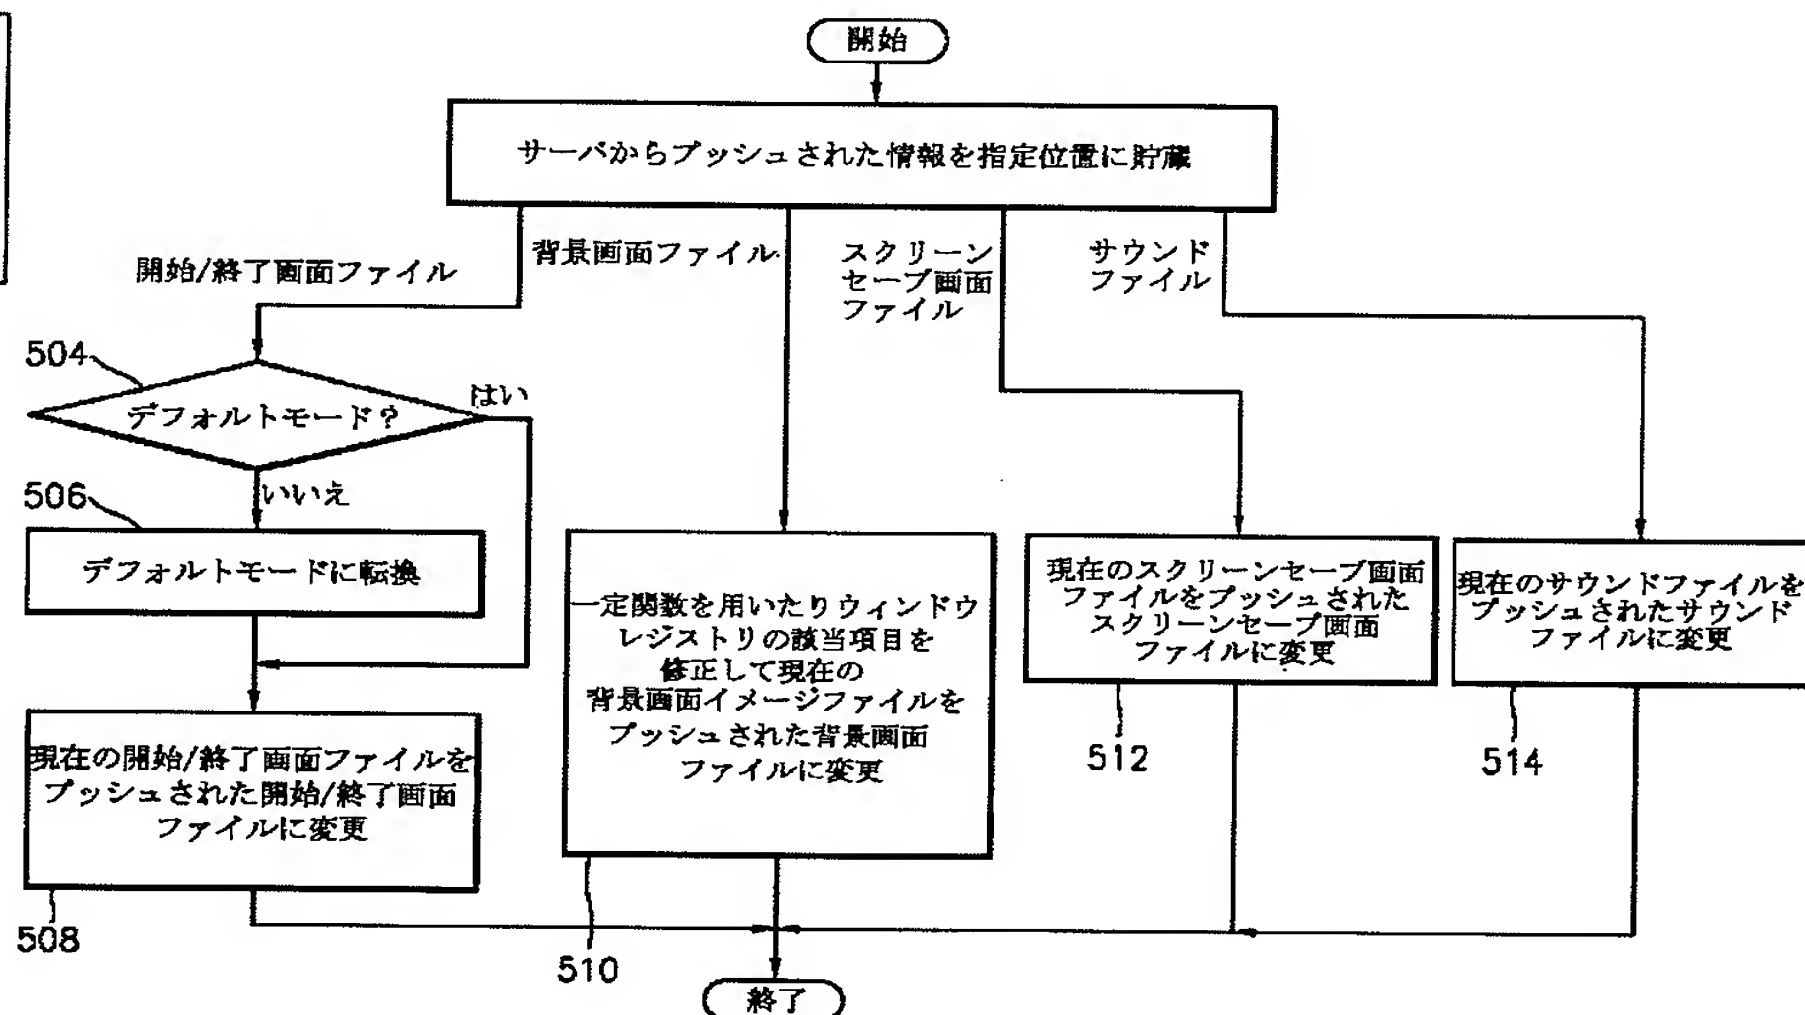 開始
サーバからプッシュされた情報を指定位置に貯蔵
開始/終了画面ファイル
背景画面ファイル
スクリーン
セーブ画面
ファイル
サウンド
ファイル
504
デフォルトモード?
はい
いいえ
506
デフォルトモードに転換
現在の開始/終了画面ファイルを
プッシュされた開始/終了画面
ファイルに変更
508
一定関数を用いたりウィンドウ
レジストリの該当項目を
修正して現在の
背景画面イメージファイルを
プッシュされた背景画面
ファイルに変更
510
現在のスクリーンセーブ画面
ファイルをプッシュされた
スクリーンセーブ画面
ファイルに変更
512
現在のサウンドファイルを
プッシュされたサウンド
ファイルに変更
514
終了